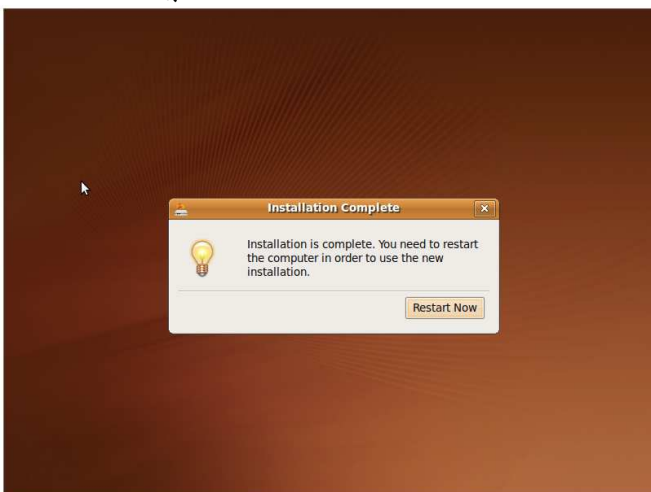 Installation Complete
Installation is complete. You need to restart
the computer in order to use the new
installation.
Restart Now